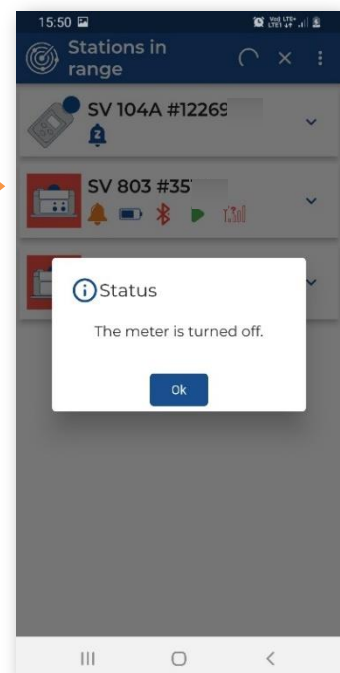 15:50
Stations in
range
SV 104A #12269
SV 803 #35
Status
The meter is turned off.
Ok